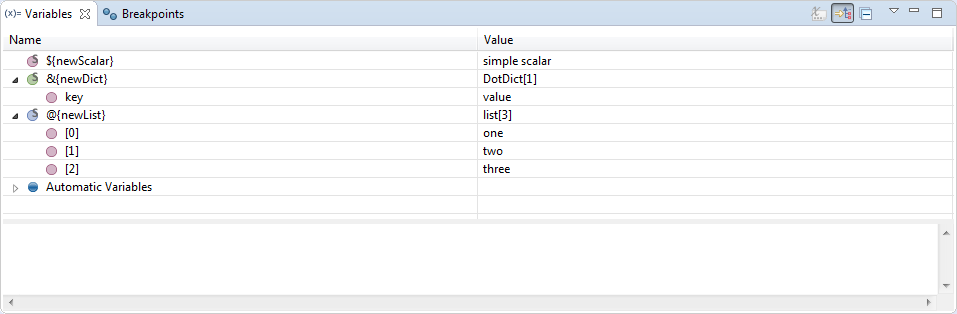 (x)= Variables Breakpoints
Name Value
${newScalar} simple scalar
&{newDict} DotDict[1]
key value
@{newList} list[3]
[0] one
[1] two
[2] three
Automatic Variables